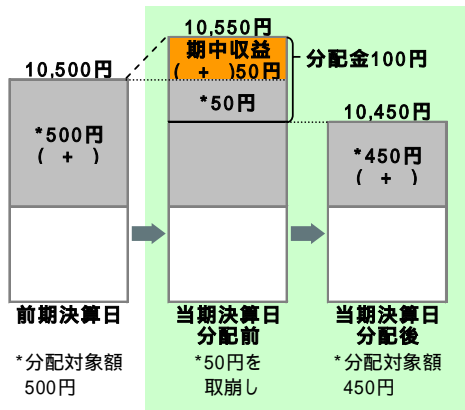 10,550円
期中収益
( + )50円
分配金100円
10,500円
*50円
10,450円
*500円
( + )
*450円
( + )
前期決算日
当期決算日
分配前
当期決算日
分配後
*分配対象額
500円
*50円を
取崩し
*分配対象額
450円